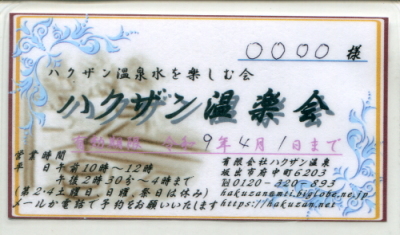 〇〇〇〇 様
ハクザン温泉水を楽しむ会
ハクザン温楽会
有効期限 令和9年4月1日まで
営業時間
平 日 午前10時〜12時
午後2時30分〜4時まで
(第2・4土曜日、日曜、祭日は休み)
メールか電話で予約をお願いいたします
有限会社ハクザン温泉
坂出市府中町6203
℡0120-320-893
hakuzanmii.biglobe.ne.jp
https://hakuzan.net